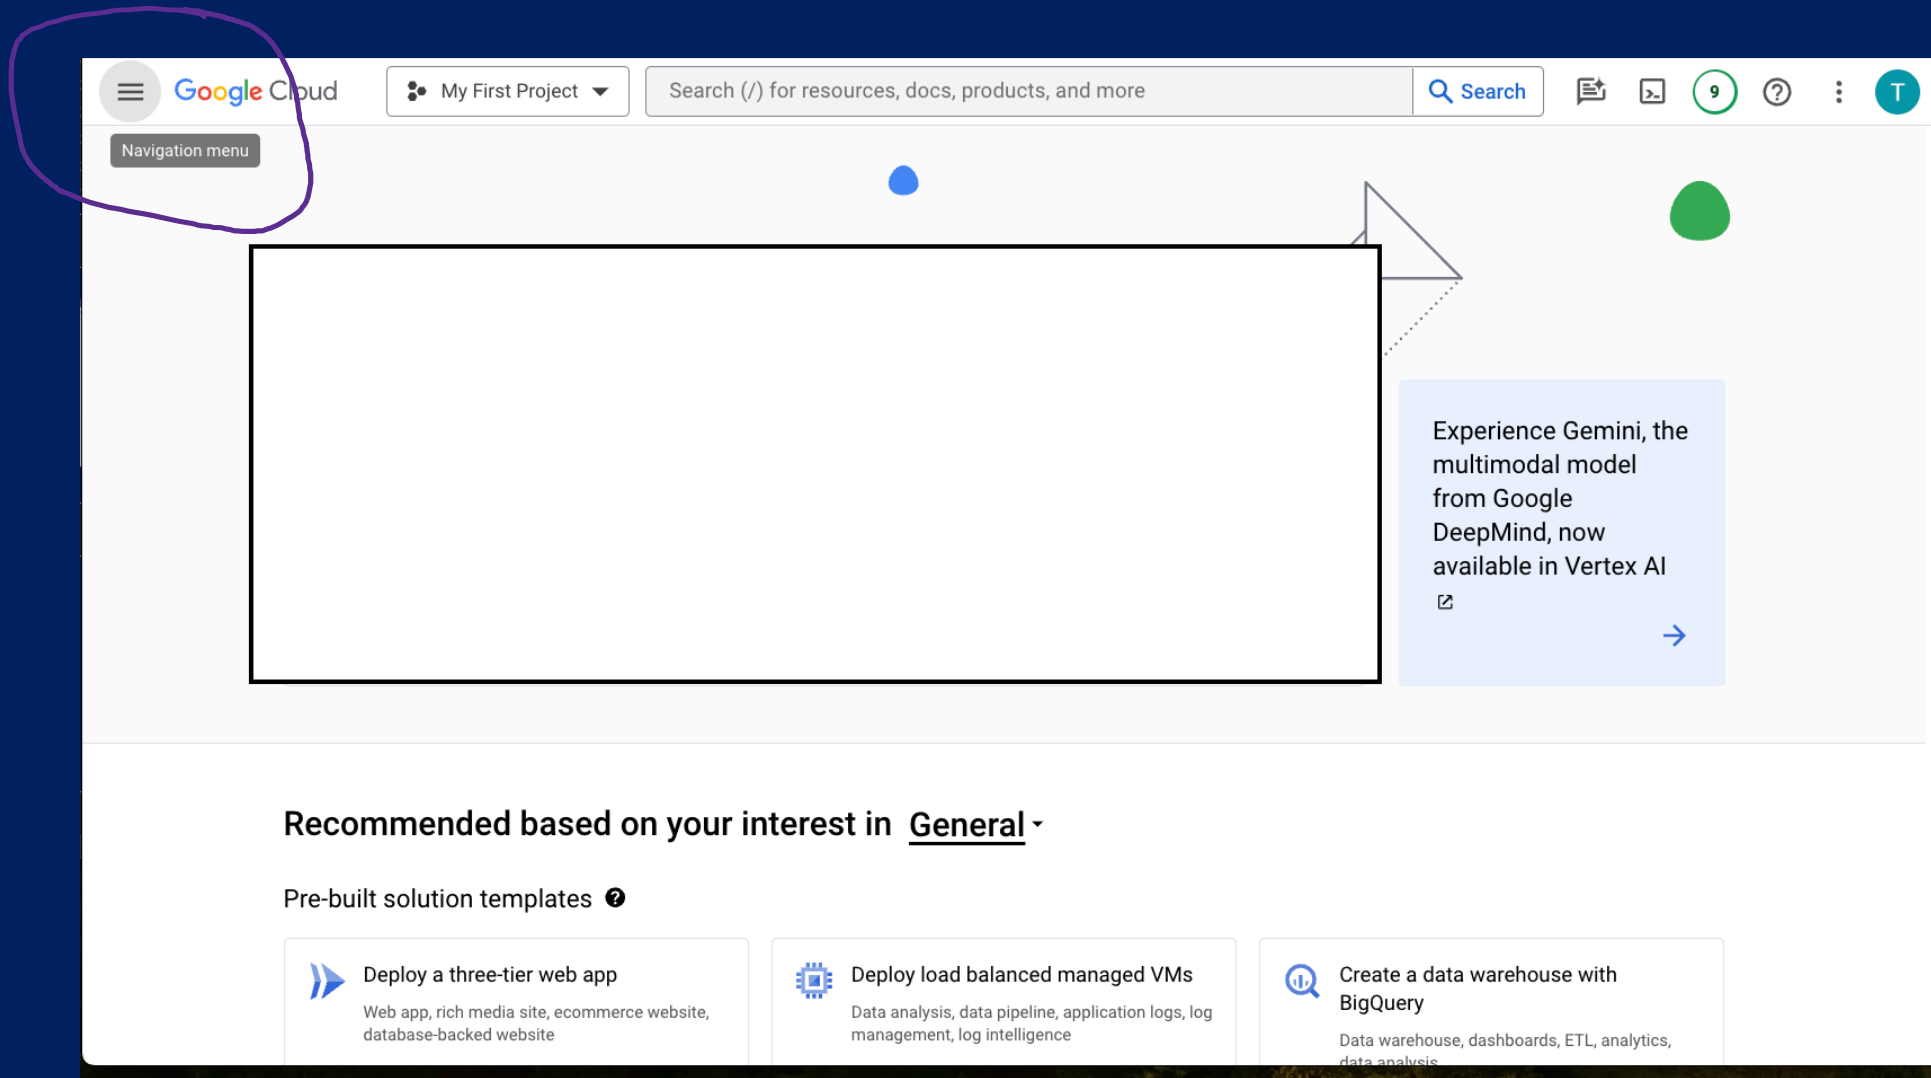 Google Cloud
My First Project
Search (/) for resources, docs, products, and more
Search
9
T
Navigation menu
Experience Gemini, the
multimodal model
from Google
DeepMind, now
available in Vertex AI
Recommended based on your interest in General
Pre-built solution templates
Deploy a three-tier web app
Web app, rich media site, ecommerce website,
database-backed website
Deploy load balanced managed VMs
Data analysis, data pipeline, application logs, log
management, log intelligence
Create a data warehouse with
BigQuery
Data warehouse, dashboards, ETL, analytics,
data analysis